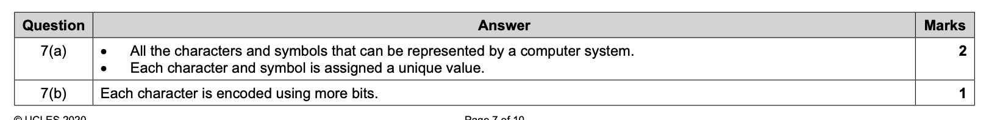 Question Answer Marks
7(a) • All the characters and symbols that can be represented by a computer system. 2
• Each character and symbol is assigned a unique value.
7(b) Each character is encoded using more bits. 1
© UCLES 2020 Page 7 of 10